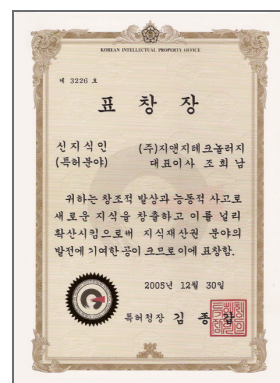 KOREAN INTELLECTUAL PROPERTY OFFICE
제 3226 호
표 창 장
신지식인 (주)지앤지테크놀러지
(특허분야) 대표이사 조희남
위하는 창조적 발상과 능동적 사고로
새로운 지식을 창출하고 이를 널리
확산시킴으로써 지식재산권 분야의
발전에 기여한 공이 크므로 이에 표창함.
2005년 12월 30일
특허청장 김 종 갑